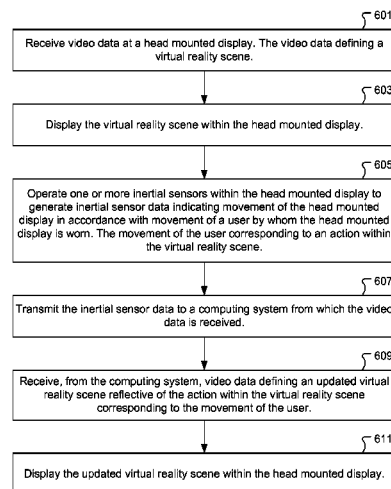 601
Receive video data at a head mounted display. The video data defining a
virtual reality scene.
603
Display the virtual reality scene within the head mounted display.
605
Operate one or more inertial sensors within the head mounted display to
generate inertial sensor data indicating movement of the head mounted
display in accordance with movement of a user by whom the head mounted
display is worn. The movement of the user corresponding to an action within
the virtual reality scene.
607
Transmit the inertial sensor data to a computing system from which the video
data is received.
609
Receive, from the computing system, video data defining an updated virtual
reality scene reflective of the action within the virtual reality scene
corresponding to the movement of the user.
611
Display the updated virtual reality scene within the head mounted display.